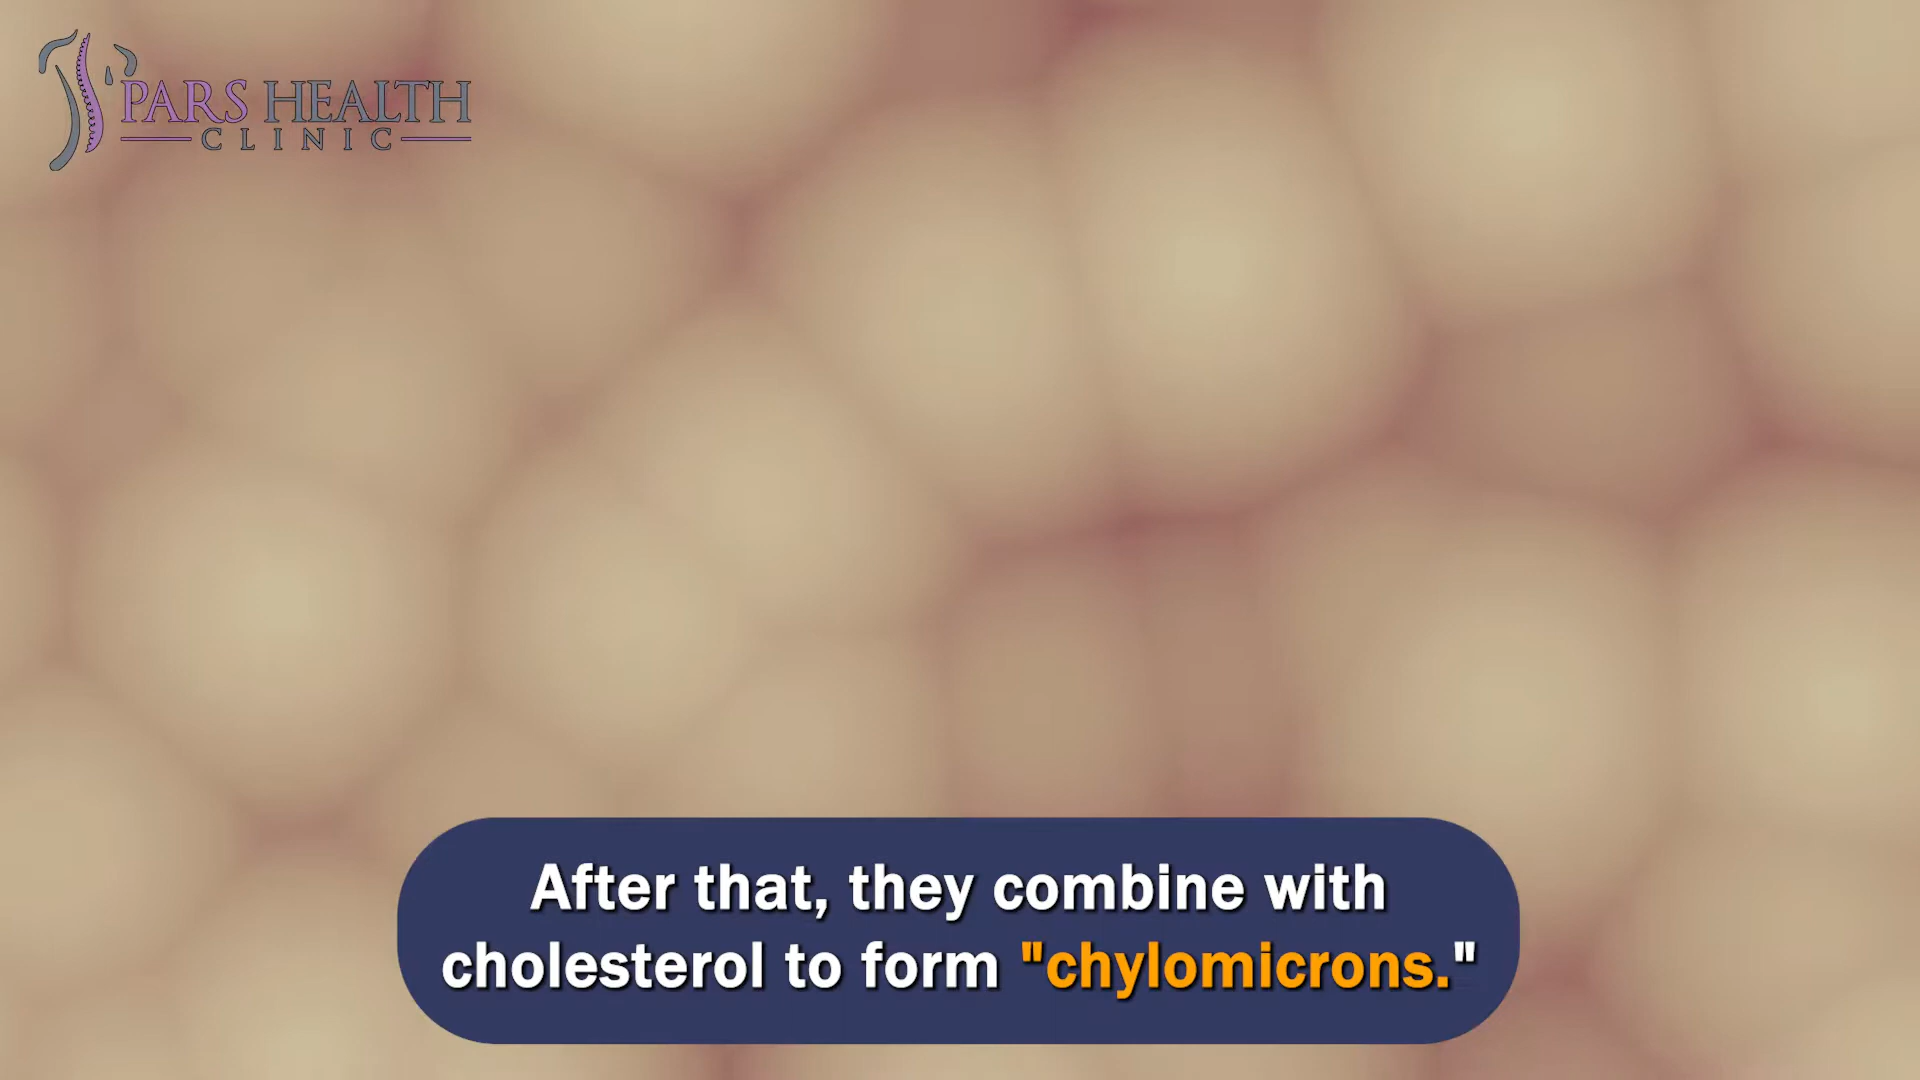 PARS HEALTH
CLINIC
After that, they combine with
cholesterol to form "chylomicrons."